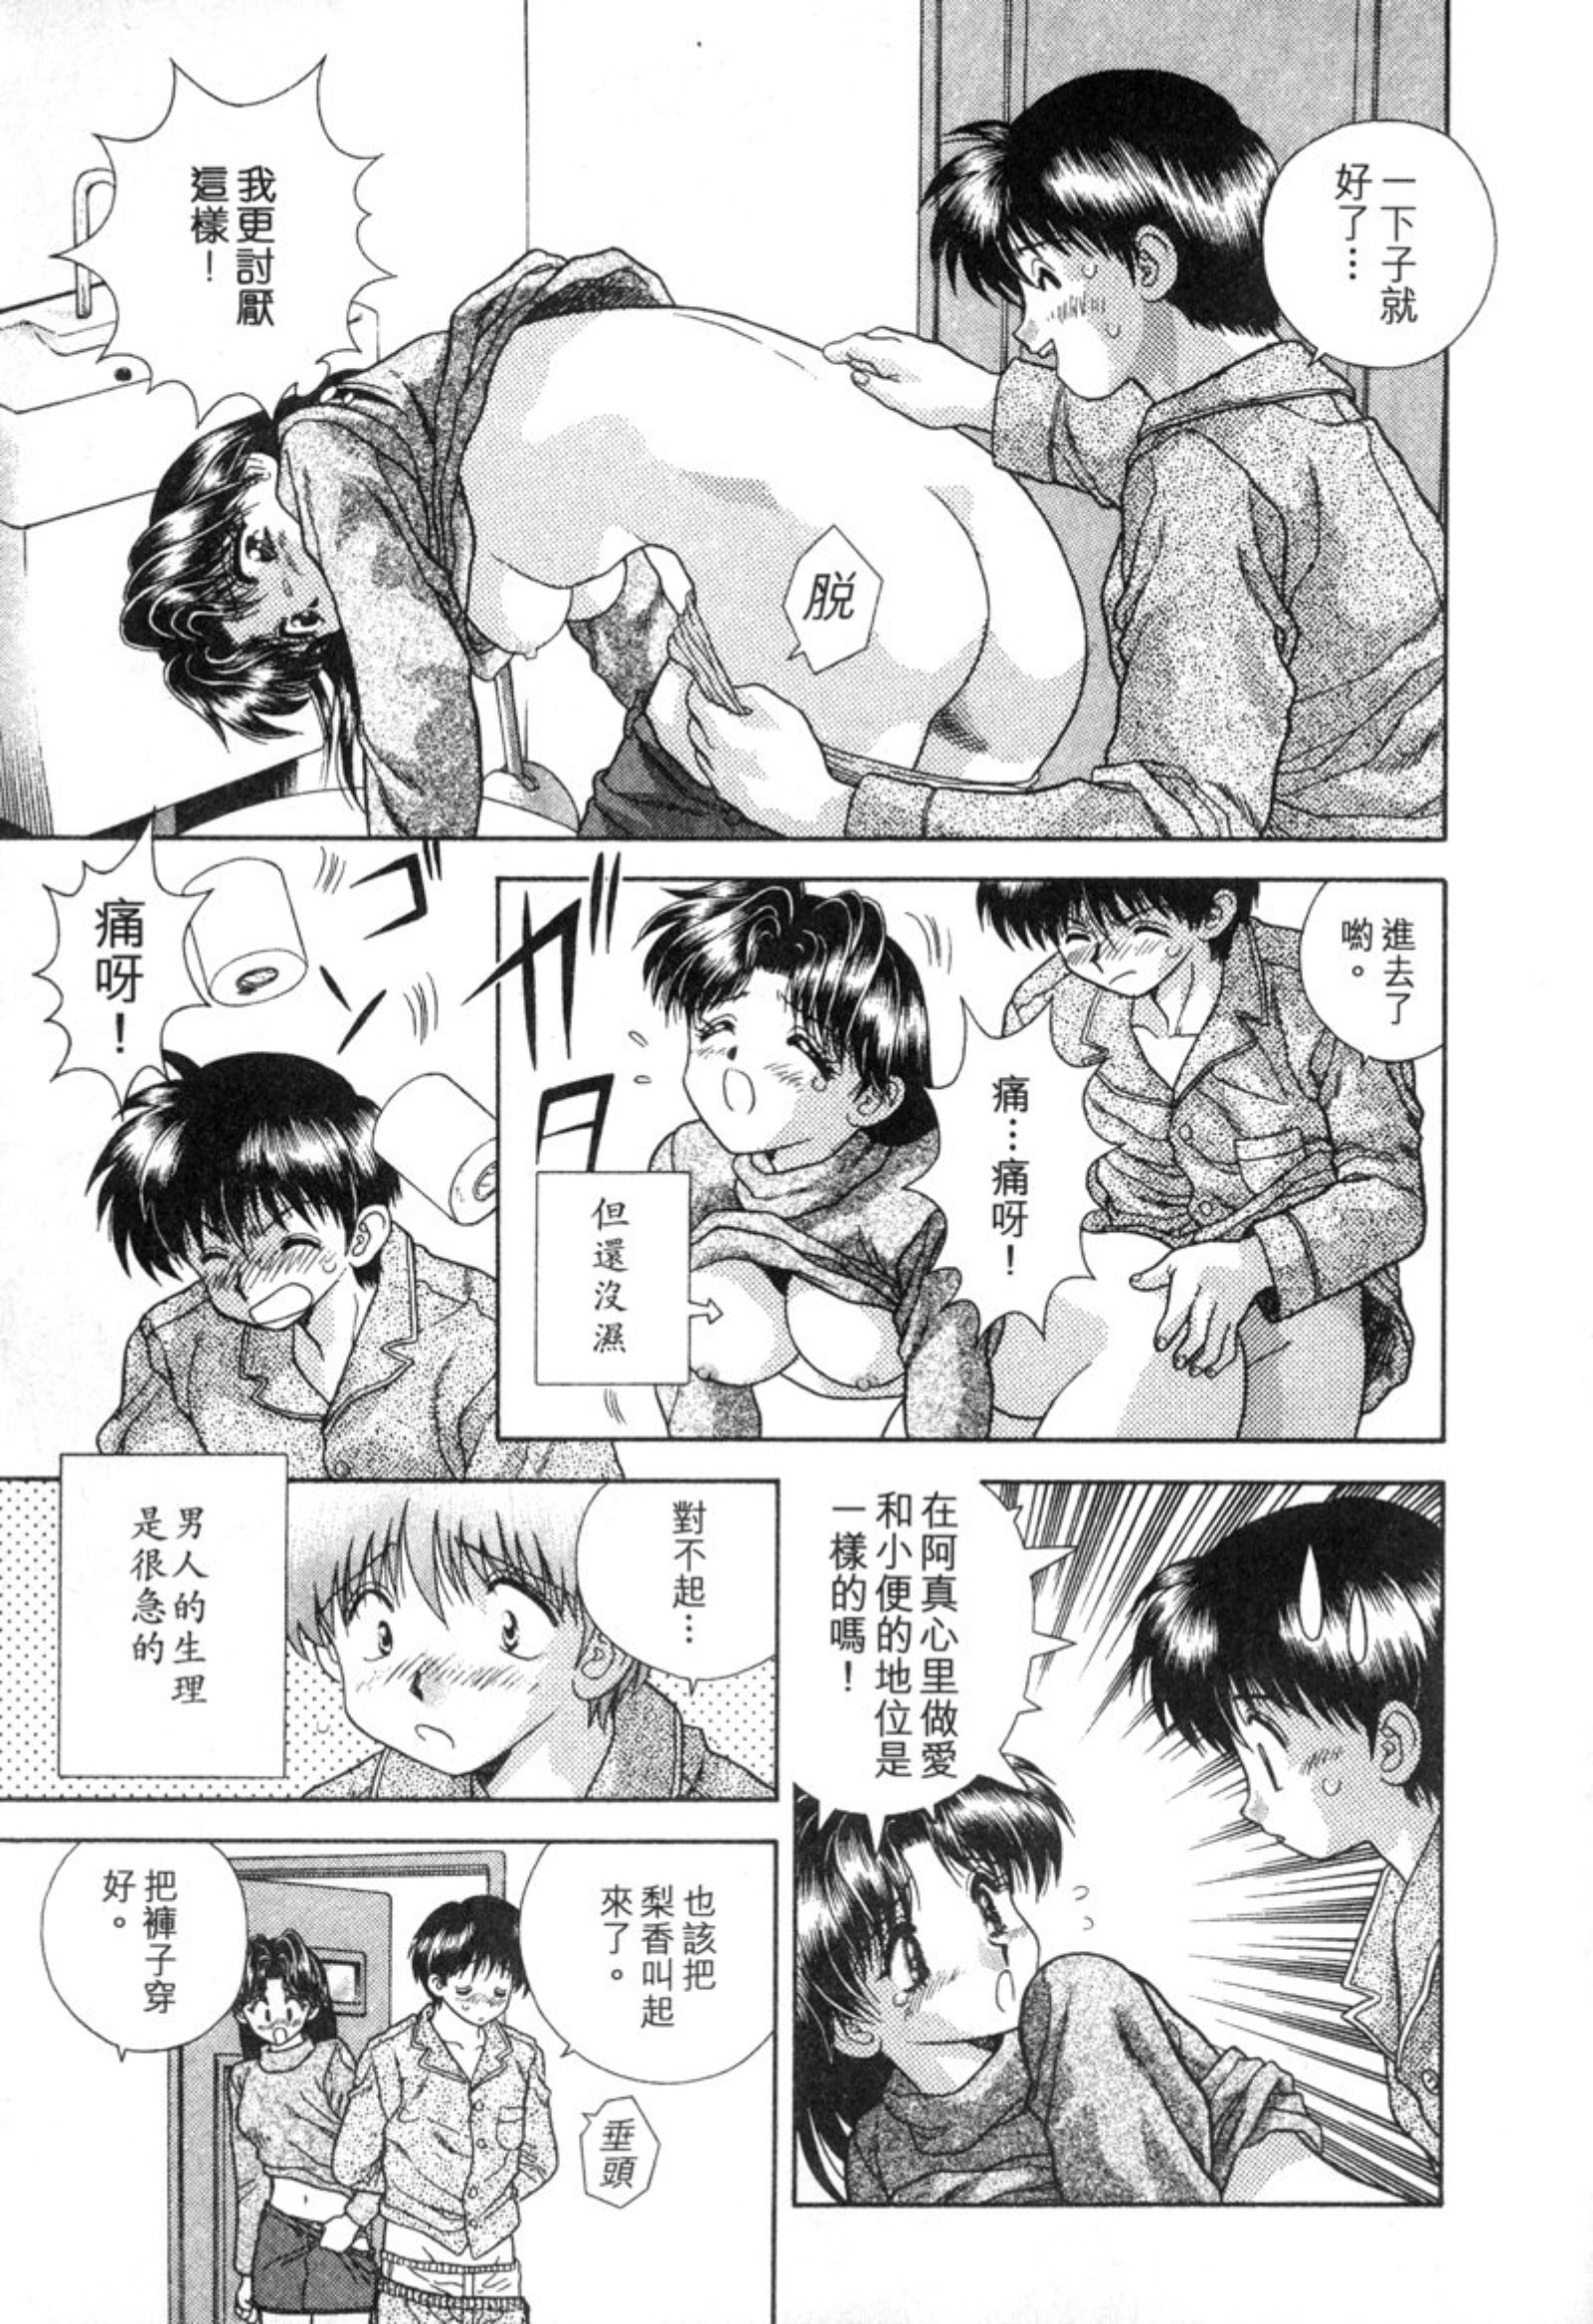 一下子就
好了…
我更討厭
這樣！
脫
進去了
喲。
痛…痛呀！
ガタ
但還沒濕
ゴン
痛呀！
在阿真心里做愛
和小便的地位是
一樣的嗎！
對不起…
男人的生理
是很急的
也該把
梨香叫起
來了。
垂頭
把褲子穿
好。